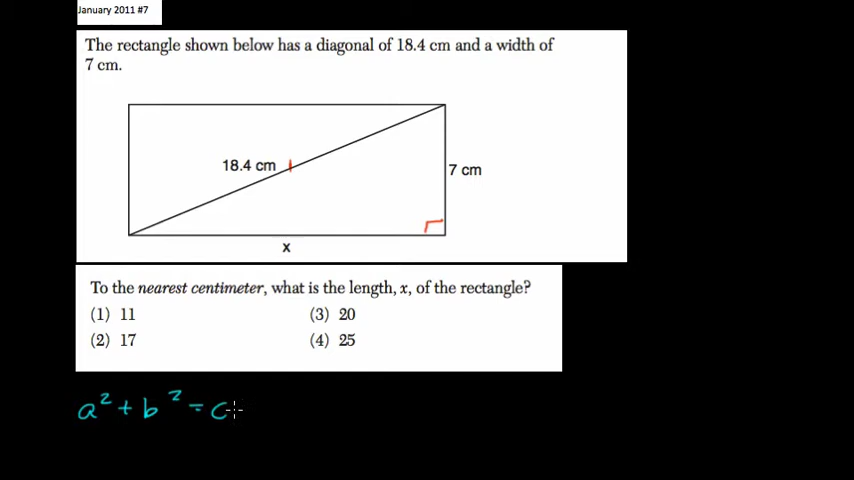 January 2011 #7
The rectangle shown below has a diagonal of 18.4 cm and a width of
7 cm.
18.4 cm
7 cm
x
To the nearest centimeter, what is the length, x, of the rectangle?
(1) 11
(3) 20
(2) 17
(4) 25
a² + b² = c